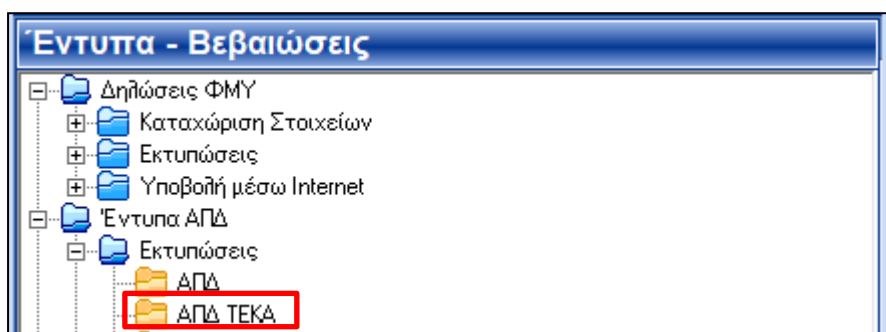 Έντυπα - Βεβαιώσεις
Δηλώσεις ΦΜΥ
Καταχώριση Στοιχείων
Εκτυπώσεις
Υποβολή μέσω Internet
Έντυπα ΑΠΔ
Εκτυπώσεις
ΑΠΔ
ΑΠΔ ΤΕΚΑ